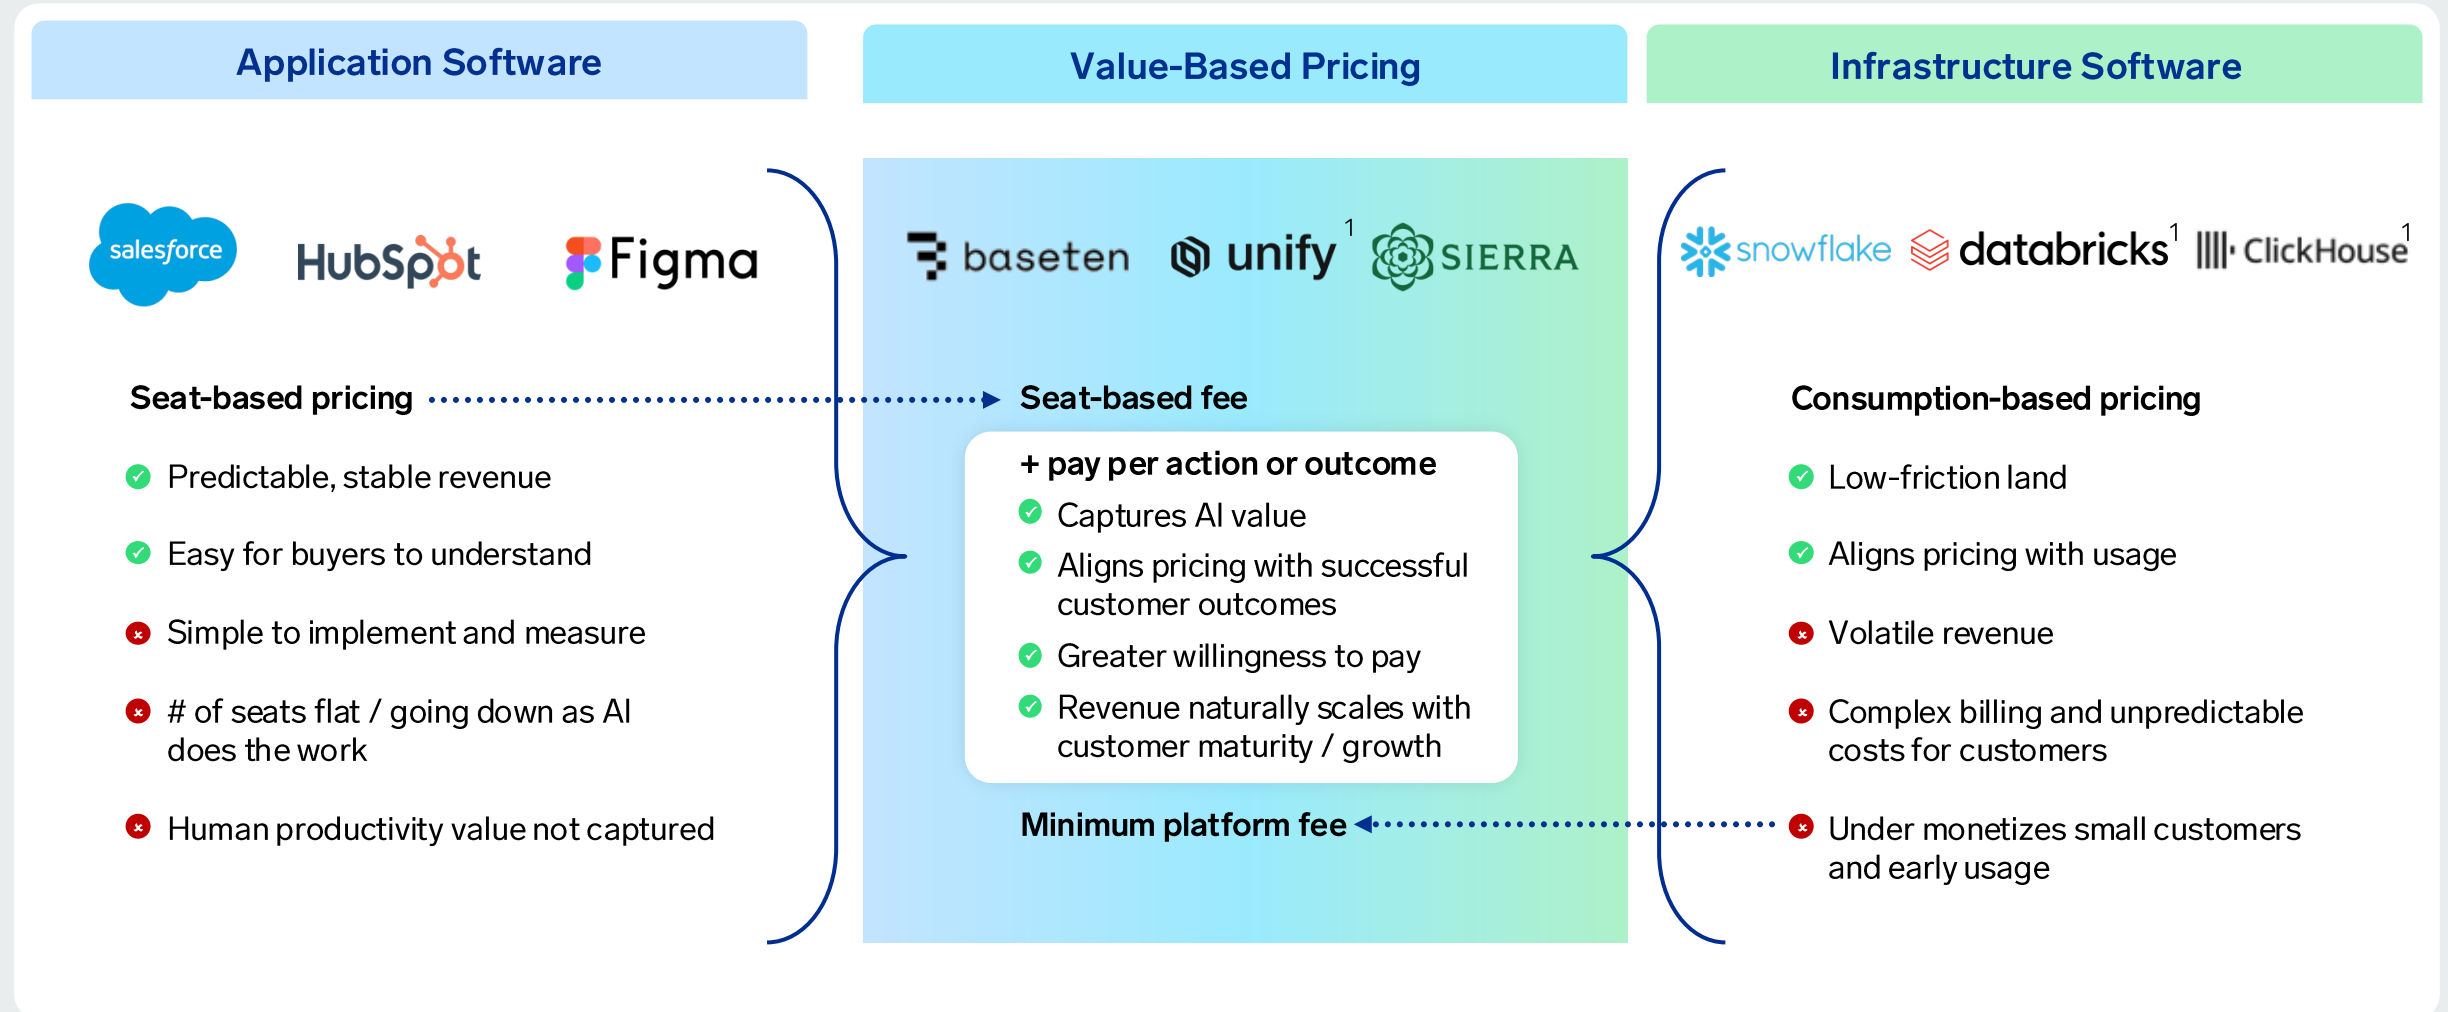 Application Software
salesforce
HubSpot
Figma
Seat-based pricing
Predictable, stable revenue
Easy for buyers to understand
Simple to implement and measure
# of seats flat / going down as AI
does the work
Human productivity value not captured
Value-Based Pricing
baseten
unify 1
SIERRA
Seat-based fee
+ pay per action or outcome
Captures AI value
Aligns pricing with successful
customer outcomes
Greater willingness to pay
Revenue naturally scales with
customer maturity / growth
Minimum platform fee
Infrastructure Software
snowflake
databricks 1
ClickHouse 1
Consumption-based pricing
Low-friction land
Aligns pricing with usage
Volatile revenue
Complex billing and unpredictable
costs for customers
Under monetizes small customers
and early usage